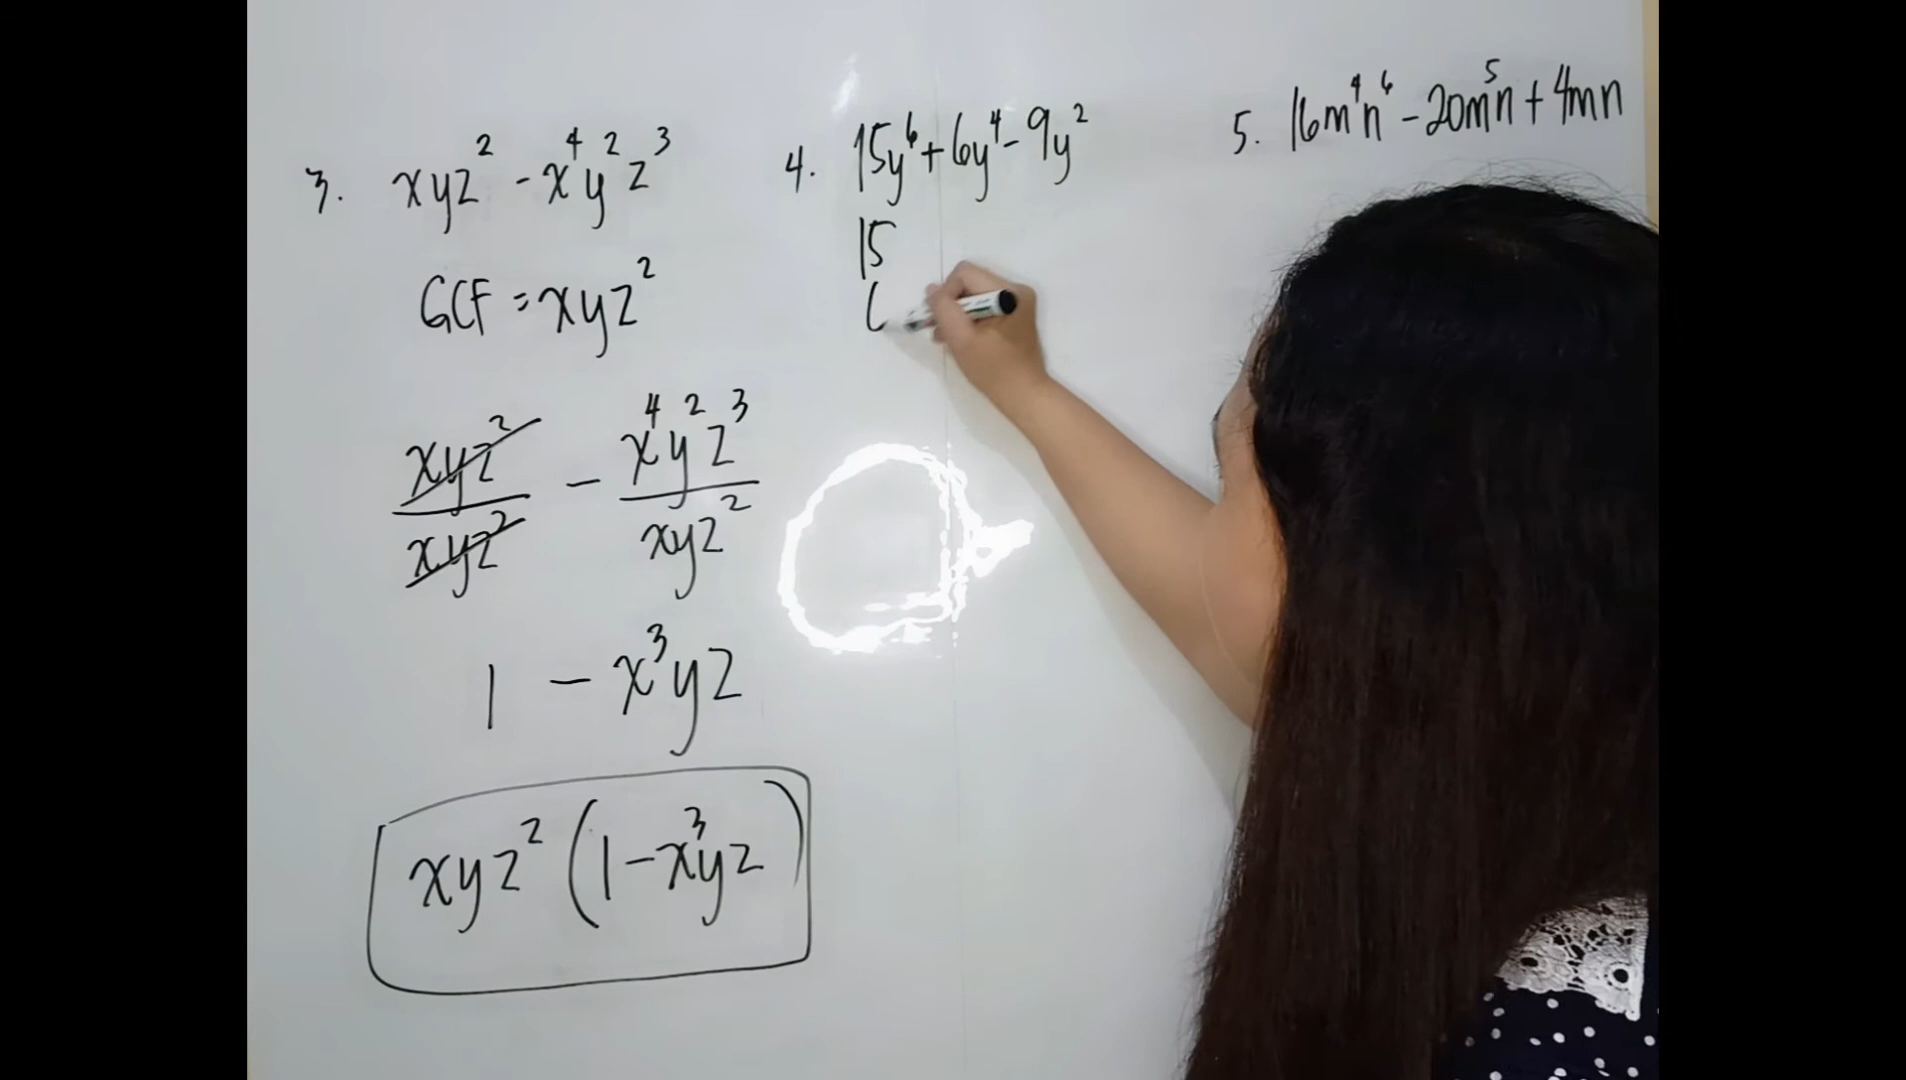 3. xyz² - x⁴y²z³
GCF = xyz²
xyz²/xyz² - x⁴y²z³/xyz²
1 - x³yz
xyz² (1 - x³yz)
4. 15y⁶ + 6y⁴ - 9y²
15
5. 16m⁴n⁶ - 20m⁵n + 4mn